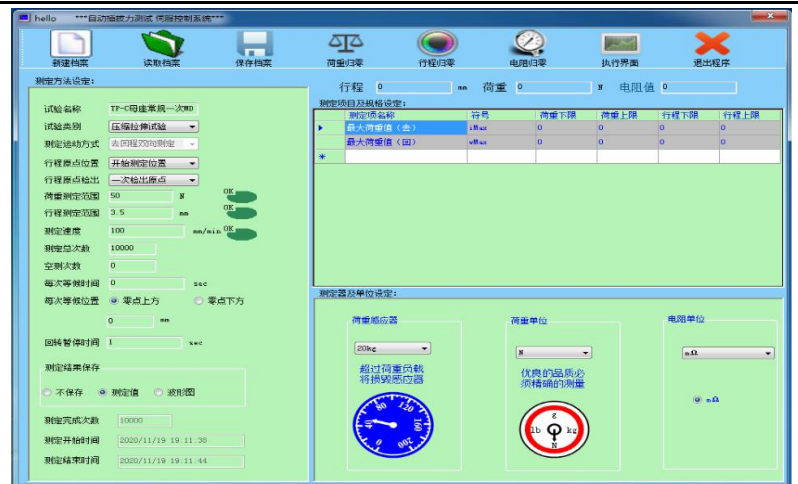 hello ***自动插拔力测试 伺服控制系统***
新建档案 读取档案 保存档案 荷重归零 行程归零 电阻归零 执行界面 退出程序
测定方法设定:
行程 0 mm 荷重 0 N 电阻值 0
试验名称 TF-C母座常规一次MD
试验类别 压缩拉伸试验
测定运动方式 去回程双向测定
行程原点位置 开始测定位置
行程原点检出 一次检出原点
荷重测定范围 50 N OK
行程测定范围 3.5 mm OK
测定速度 100 mm/min OK
测定总次数 10000
空测次数 0
每次等候时间 0 sec
每次等候位置 零点上方 零点下方
0 mm
回转暂停时间 1 sec
测定结果保存
不保存 测定值 波形图
测定完成次数 10000
测定开始时间 2020/11/19 19:11:38
测定结束时间 2020/11/19 19:11:44
测定项目及规格设定:
测定项名称 符号 荷重下限 荷重上限 行程下限 行程上限
最大荷重值(去) 0 0 0 0
最大荷重值(回) 0 0 0 0
测定器及单位设定:
荷重感应器
20kg
超过荷重负载
将损毁感应器
80 120 160 200 0
荷重单位
N
优良的品质必
须精确的测量
g
lb kg
N
电阻单位
mΩ
mΩ